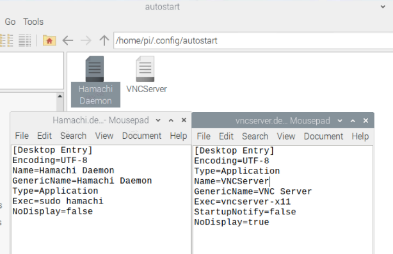 autostart
Go Tools
/home/pi/.config/autostart
Hamachi
Daemon
VNCServer
Hamachi.de...- Mousepad
File Edit Search View Document Help
[Desktop Entry]
Encoding=UTF-8
Name=Hamachi Daemon
GenericName=Hamachi Daemon
Type=Application
Exec=sudo hamachi
NoDisplay=false
vncserver.de... Mousepad
File Edit Search View Document Help
[Desktop Entry]
Encoding=UTF-8
Type=Application
Name=VNCServer
GenericName=VNC Server
Exec=vncserver-x11
StartupNotify=false
NoDisplay=true